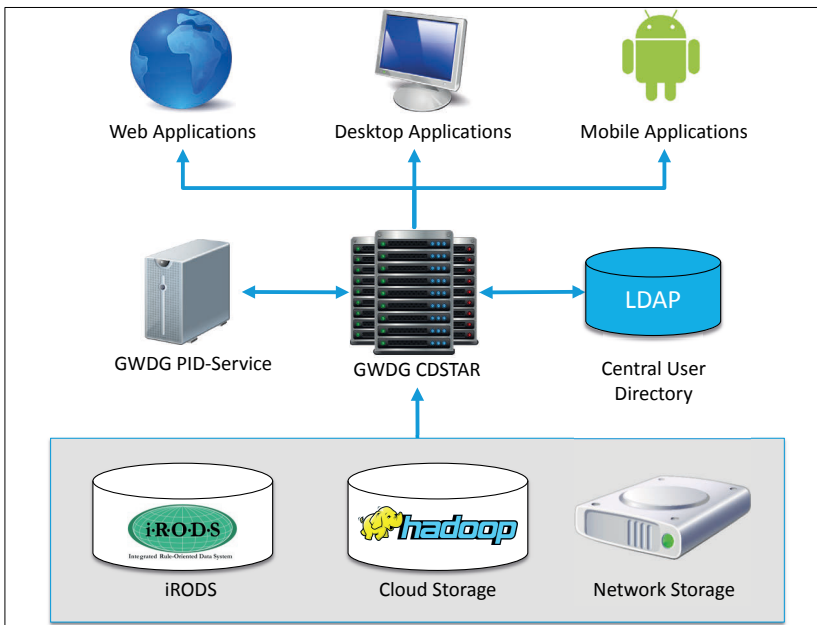 Web Applications
Desktop Applications
Mobile Applications
LDAP
GWDG PID-Service
GWDG CDSTAR
Central User
Directory
i·R·O·D·S
Integrated Rule-Oriented Data System
hadoop
iRODS
Cloud Storage
Network Storage